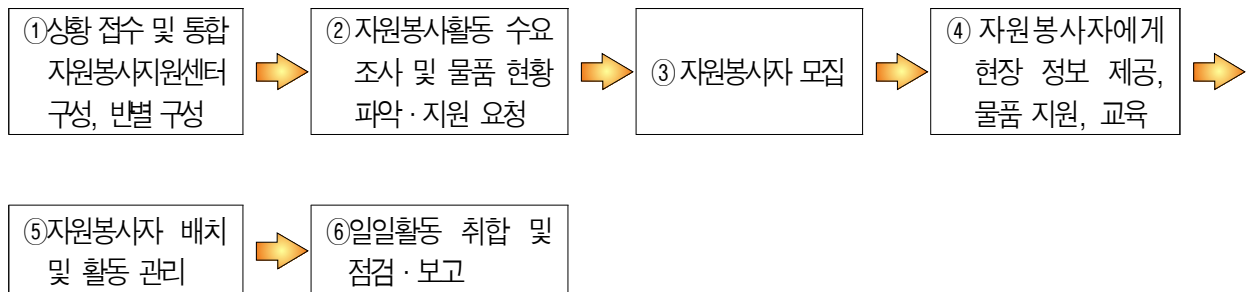 ①상황 접수 및 통합
자원봉사지원센터
구성, 반별 구성
② 자원봉사활동 수요
조사 및 물품 현황
파악 · 지원 요청
③ 자원봉사자 모집
④ 자원봉사자에게
현장 정보 제공,
물품 지원, 교육
⑤자원봉사자 배치
및 활동 관리
⑥일일활동 취합 및
점검 · 보고